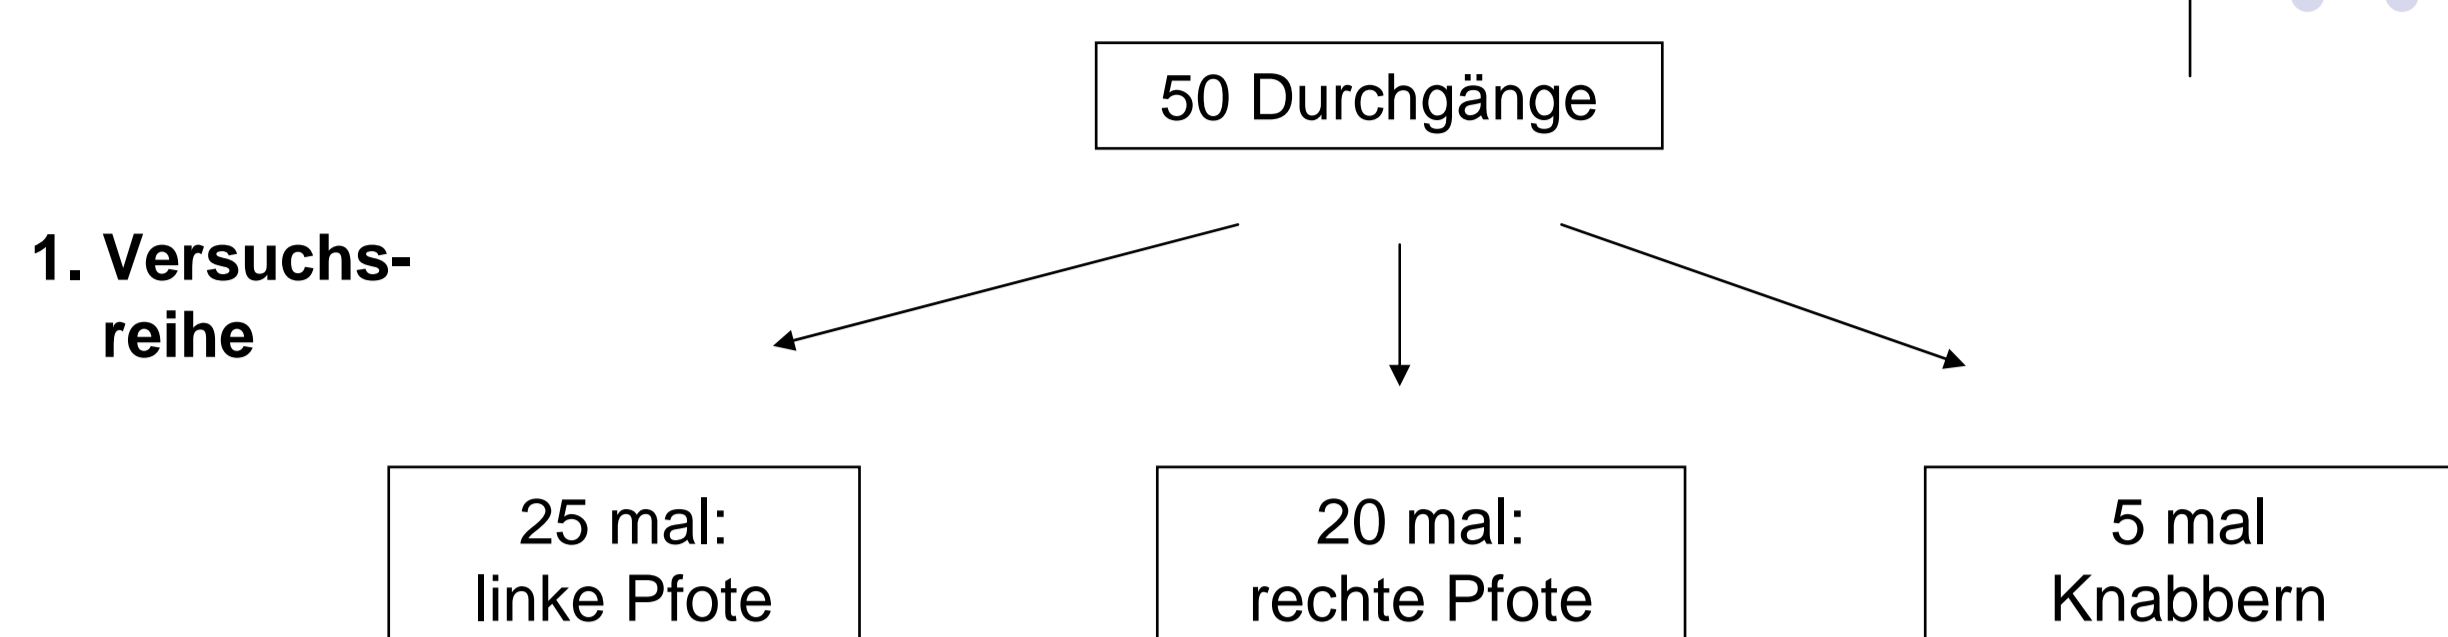 50 Durchgänge
1. Versuchs-
reihe
25 mal:
linke Pfote
20 mal:
rechte Pfote
5 mal
Knabbern